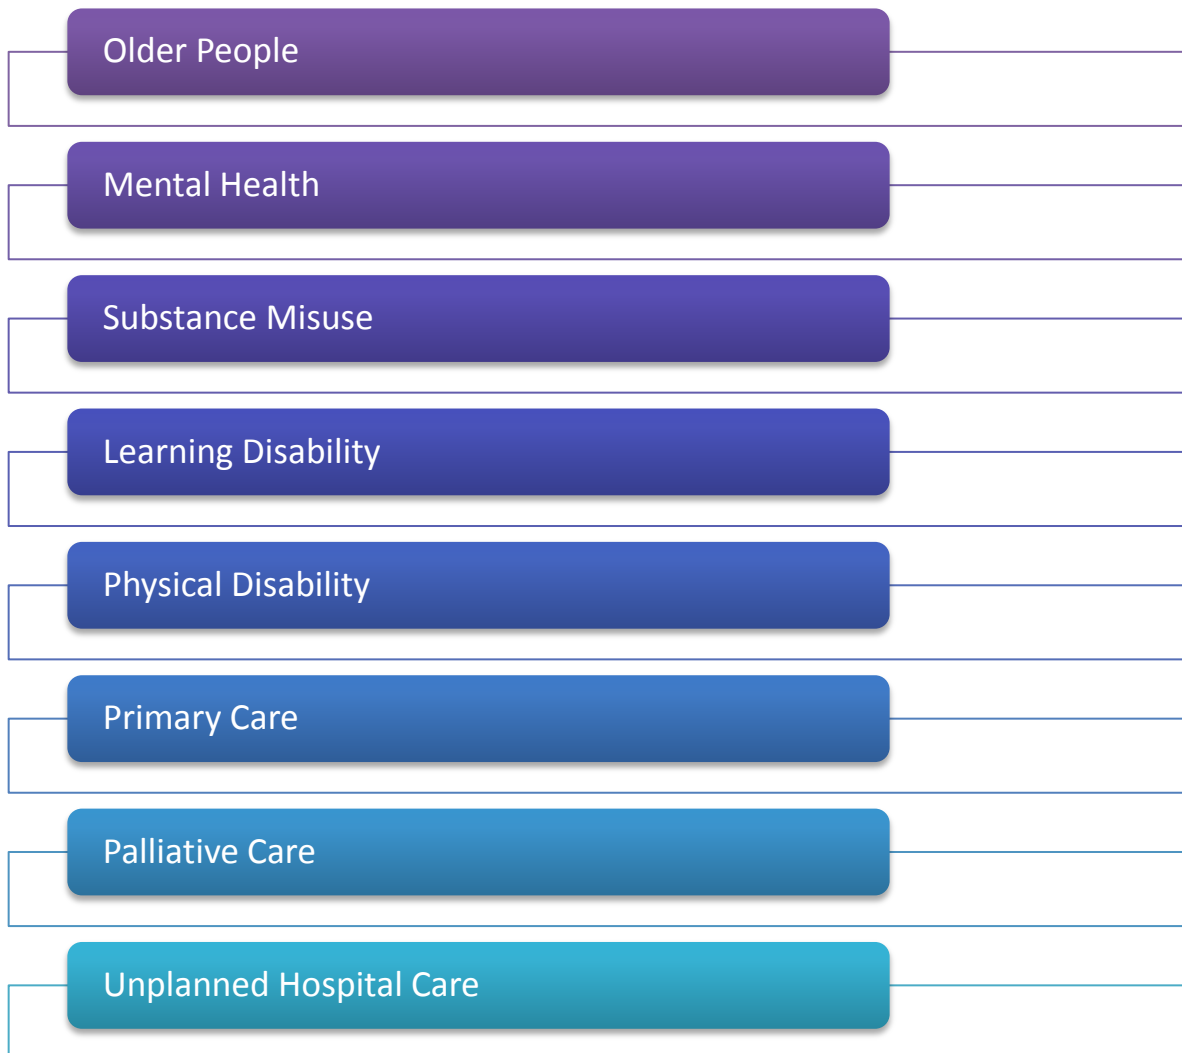 Older People
Mental Health
Substance Misuse
Learning Disability
Physical Disability
Primary Care
Palliative Care
Unplanned Hospital Care